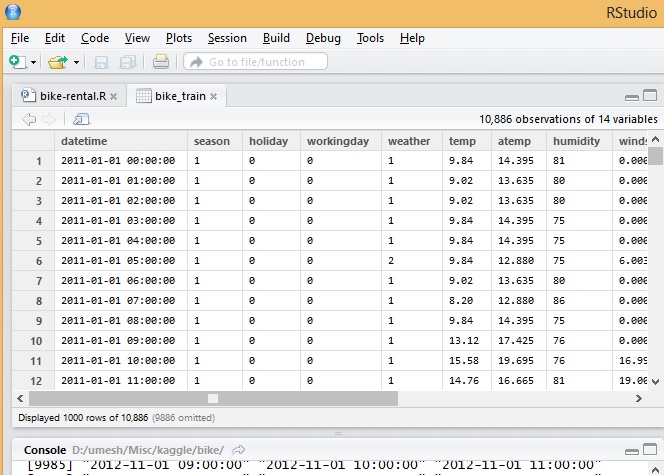 RStudio
File Edit Code View Plots Session Build Debug Tools Help
Go to file/function
bike-rental.R bike_train
10,886 observations of 14 variables
datetime season holiday workingday weather temp atemp humidity winds
1 2011-01-01 00:00:00 1 0 0 1 9.84 14.395 81 0.000
2 2011-01-01 01:00:00 1 0 0 1 9.02 13.635 80 0.000
3 2011-01-01 02:00:00 1 0 0 1 9.02 13.635 80 0.000
4 2011-01-01 03:00:00 1 0 0 1 9.84 14.395 75 0.000
5 2011-01-01 04:00:00 1 0 0 1 9.84 14.395 75 0.000
6 2011-01-01 05:00:00 1 0 0 2 9.84 12.880 75 6.003
7 2011-01-01 06:00:00 1 0 0 1 9.02 13.635 80 0.000
8 2011-01-01 07:00:00 1 0 0 1 8.20 12.880 86 0.000
9 2011-01-01 08:00:00 1 0 0 1 9.84 14.395 75 0.000
10 2011-01-01 09:00:00 1 0 0 1 13.12 17.425 76 0.000
11 2011-01-01 10:00:00 1 0 0 1 15.58 19.695 76 16.99
12 2011-01-01 11:00:00 1 0 0 1 14.76 16.665 81 19.00
Displayed 1000 rows of 10,886 (9886 omitted)
Console D:/umesh/Misc/kaggle/bike/
[9985] "2012-11-01 09:00:00" "2012-11-01 10:00:00" "2012-11-01 11:00:00"